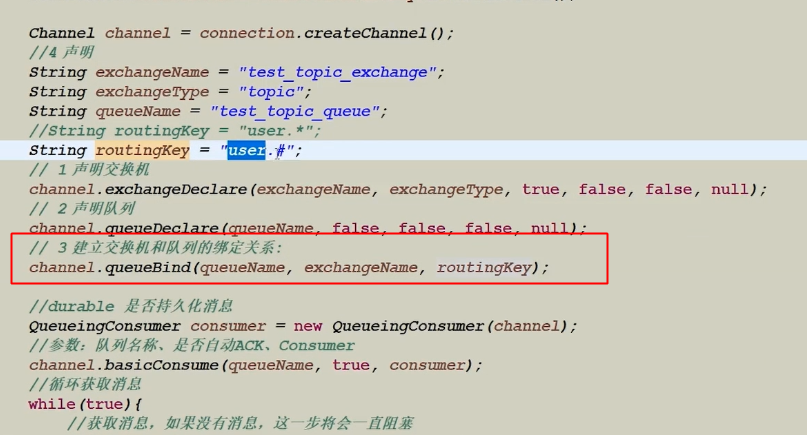 Channel channel = connection.createChannel();
//4 声明
String exchangeName = "test_topic_exchange";
String exchangeType = "topic";
String queueName = "test_topic_queue";
//String routingKey = "user.*";
String routingKey = "user.#";
// 1 声明交换机
channel.exchangeDeclare(exchangeName, exchangeType, true, false, false, null);
// 2 声明队列
channel.queueDeclare(queueName, false, false, false, null);
// 3 建立交换机和队列的绑定关系:
channel.queueBind(queueName, exchangeName, routingKey);
//durable 是否持久化消息
QueueingConsumer consumer = new QueueingConsumer(channel);
//参数: 队列名称、是否自动ACK、Consumer
channel.basicConsume(queueName, true, consumer);
//循环获取消息
while(true){
//获取消息，如果没有消息，这一步将会一直阻塞